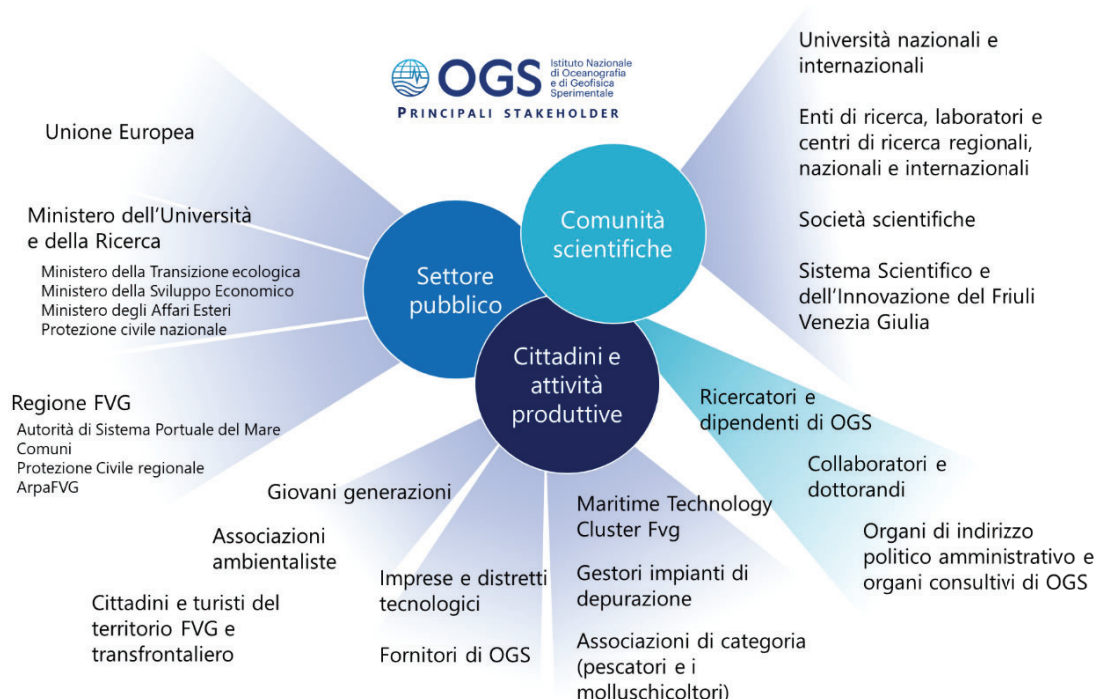 OGS
Istituto Nazionale
di Oceanografia
e di Geofisica
Sperimentale
PRINCIPALI STAKEHOLDER
Unione Europea
Ministero dell'Università
e della Ricerca
Ministero della Transizione ecologica
Ministero della Sviluppo Economico
Ministero degli Affari Esteri
Protezione civile nazionale
Regione FVG
Autorità di Sistema Portuale del Mare
Comuni
Protezione Civile regionale
ArpaFVG
Settore
pubblico
Comunità
scientifiche
Cittadini e
attività
produttive
Università nazionali e
internazionali
Enti di ricerca, laboratori e
centri di ricerca regionali,
nazionali e internazionali
Società scientifiche
Sistema Scientifico e
dell'Innovazione del Friuli
Venezia Giulia
Ricercatori e
dipendenti di OGS
Collaboratori e
dottorandi
Organi di indirizzo
politico amministrativo e
organi consultivi di OGS
Giovani generazioni
Associazioni
ambientaliste
Cittadini e turisti del
territorio FVG e
transfrontaliero
Imprese e distretti
tecnologici
Fornitori di OGS
Maritime Technology
Cluster Fvg
Gestori impianti di
depurazione
Associazioni di categoria
(pescatori e i
molluschicoltori)